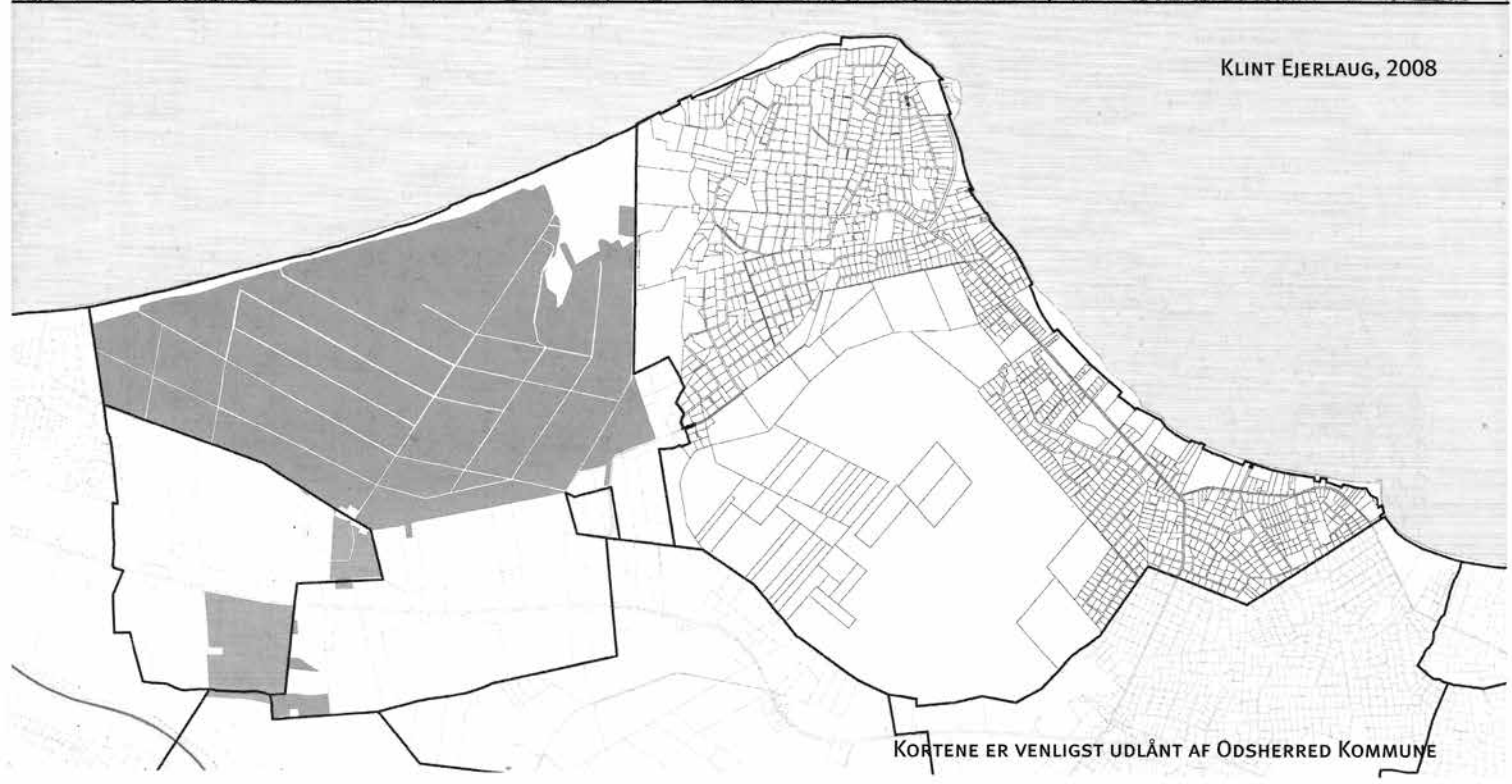 KLINT EJERLAUG, 2008
KORTENE ER VENLIGST UDLÅNT AF ODSHERRED KOMMUNE